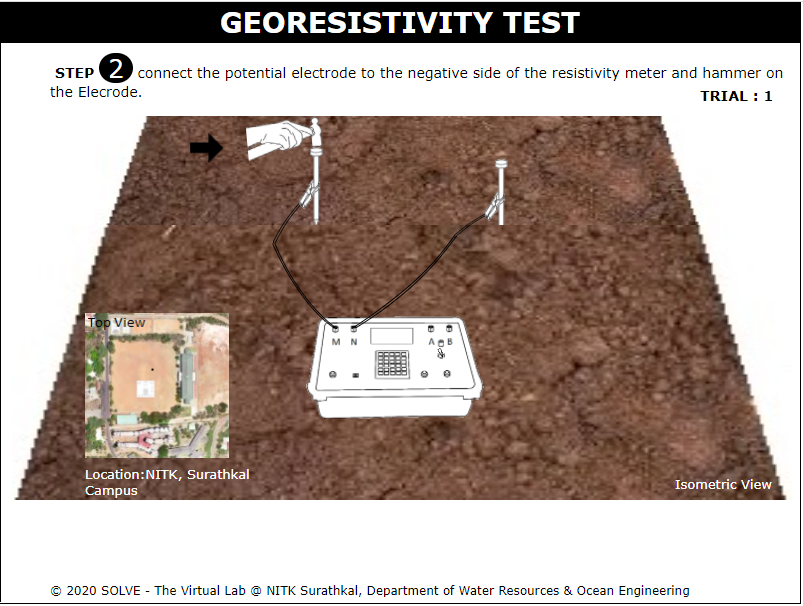 GEORESISTIVITY TEST
STEP 2 connect the potential electrode to the negative side of the resistivity meter and hammer on
the Elecrode.
TRIAL : 1
M N A B
Top View
Location:NITK, Surathkal
Campus
Isometric View
© 2020 SOLVE - The Virtual Lab @ NITK Surathkal, Department of Water Resources & Ocean Engineering